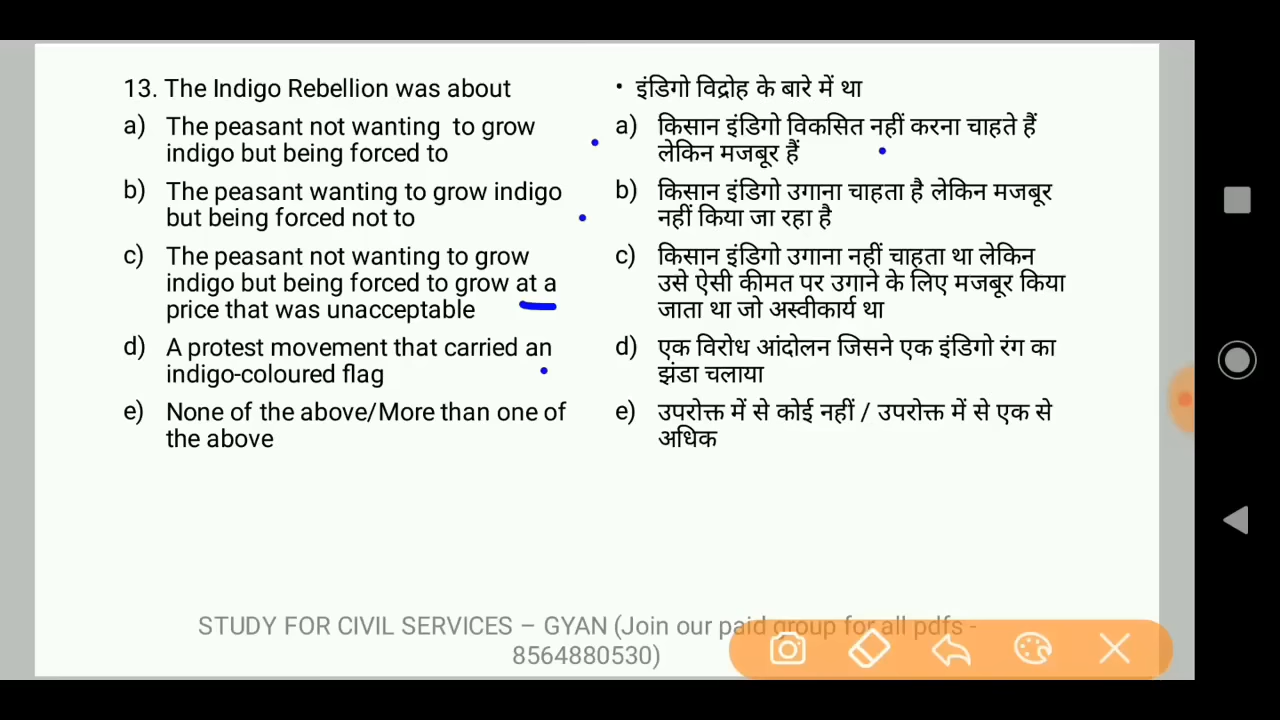 13. The Indigo Rebellion was about
a) The peasant not wanting to grow
indigo but being forced to
b) The peasant wanting to grow indigo
but being forced not to
c) The peasant not wanting to grow
indigo but being forced to grow at a
price that was unacceptable
d) A protest movement that carried an
indigo-coloured flag
e) None of the above/More than one of
the above
• इंडिगो विद्रोह के बारे में था
a) किसान इंडिगो विकसित नहीं करना चाहते हैं
लेकिन मजबूर हैं
b) किसान इंडिगो उगाना चाहता है लेकिन मजबूर
नहीं किया जा रहा है
c) किसान इंडिगो उगाना नहीं चाहता था लेकिन
उसे ऐसी कीमत पर उगाने के लिए मजबूर किया
जाता था जो अस्वीकार्य था
d) एक विरोध आंदोलन जिसने एक इंडिगो रंग का
झंडा चलाया
e) उपरोक्त में से कोई नहीं / उपरोक्त में से एक से
अधिक
STUDY FOR CIVIL SERVICES – GYAN (Join our paid group for all pdfs -
8564880530)